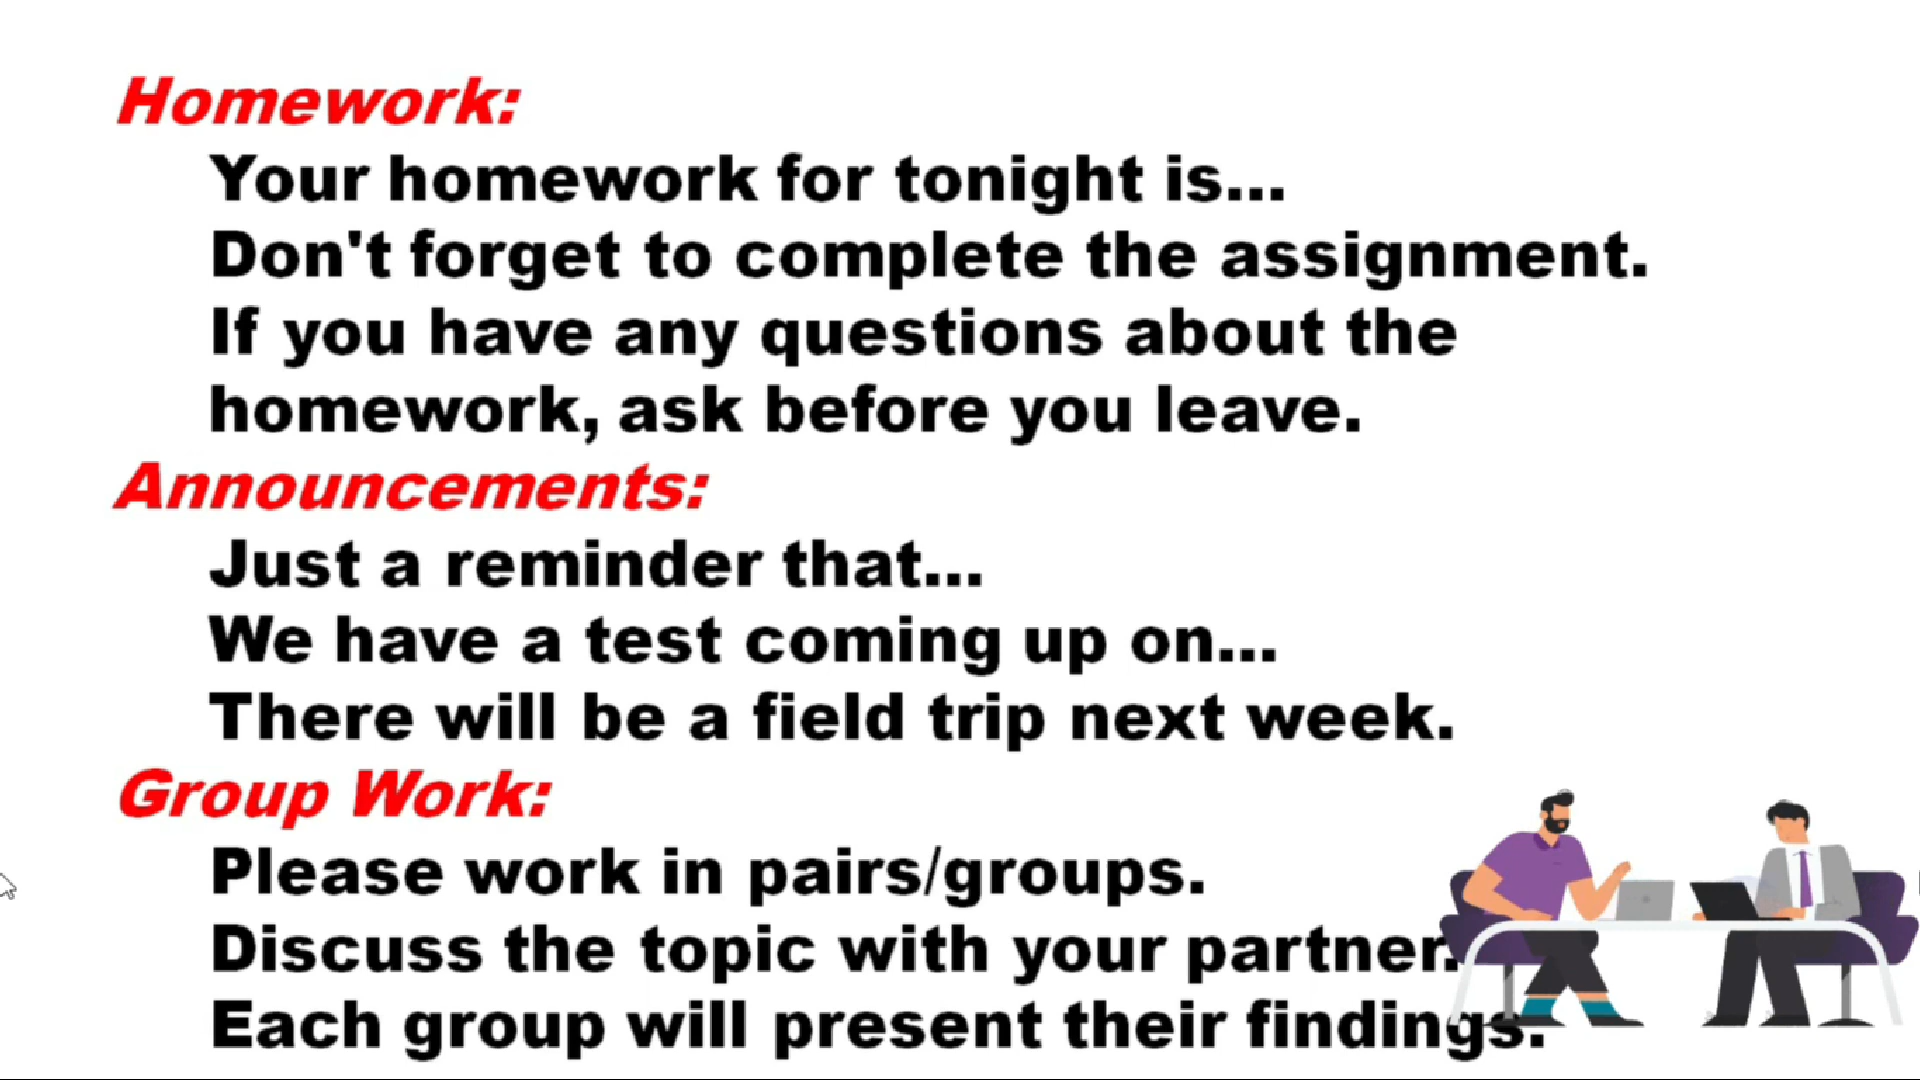 Homework:
Your homework for tonight is...
Don't forget to complete the assignment.
If you have any questions about the
homework, ask before you leave.
Announcements:
Just a reminder that...
We have a test coming up on...
There will be a field trip next week.
Group Work:
Please work in pairs/groups.
Discuss the topic with your partner.
Each group will present their findings.